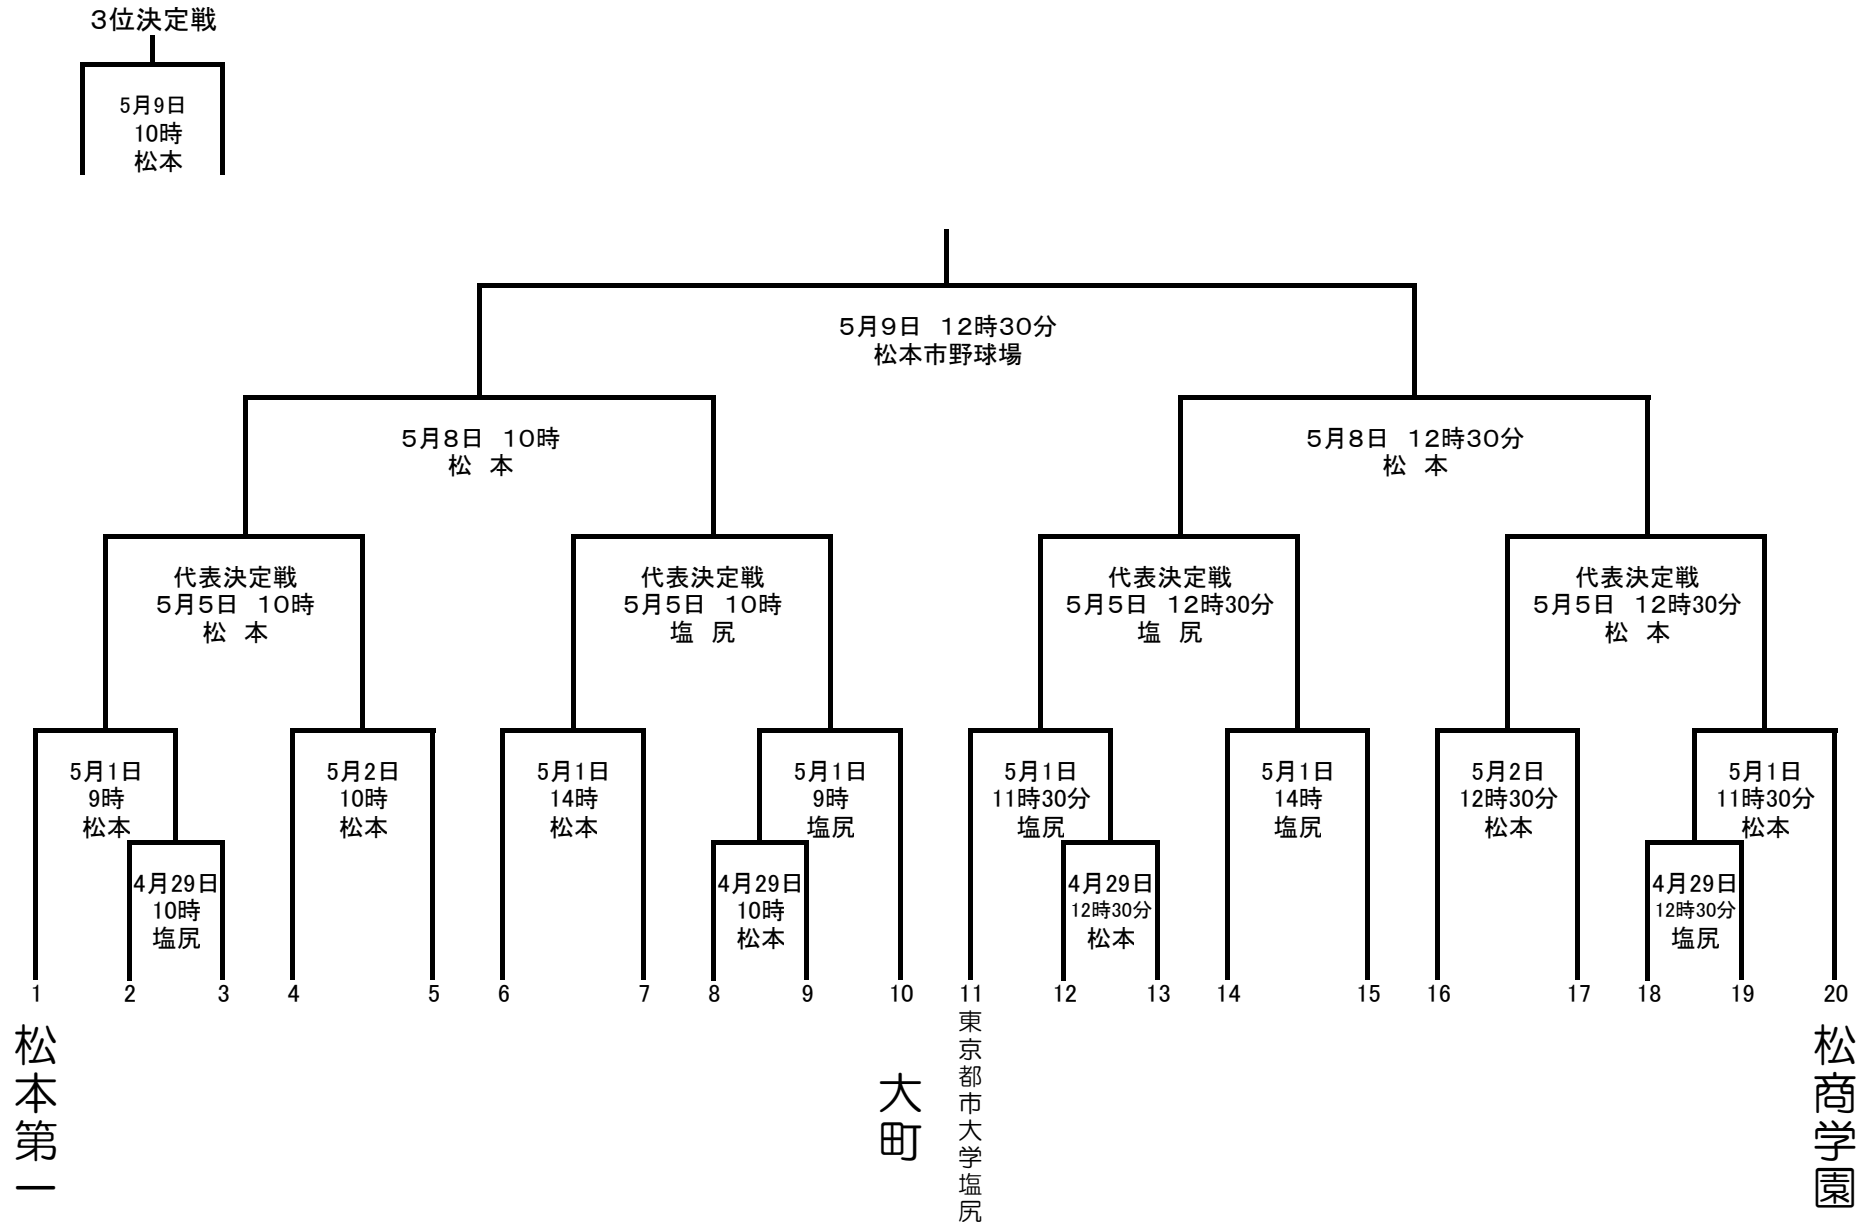 ３位決定戦
5月9日
10時
松本
５月９日　１２時３０分
松本市野球場
５月８日　１０時
松　本
５月８日　１２時３０分
松　本
代表決定戦
５月５日　１０時
松　本
代表決定戦
５月５日　１０時
塩　尻
代表決定戦
５月５日　１２時30分
塩　尻
代表決定戦
５月５日　１２時30分
松　本
5月1日
9時
松本
5月2日
10時
松本
5月1日
14時
松本
5月1日
9時
塩尻
5月1日
11時30分
塩尻
5月1日
14時
塩尻
5月2日
12時30分
松本
5月1日
11時30分
松本
4月29日
10時
塩尻
4月29日
10時
松本
4月29日
12時30分
松本
4月29日
12時30分
塩尻
1 2 3 4 5 6 7 8 9 10 11 12 13 14 15 16 17 18 19 20
松本第一
大町
東京都市大学塩尻
松商学園